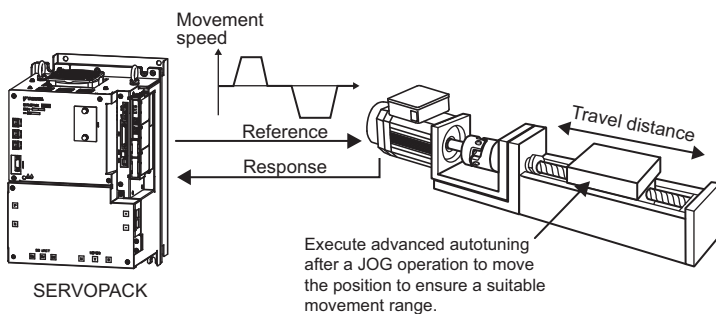 Movement
speed
Reference
Response
Travel distance
Execute advanced autotuning
after a JOG operation to move
the position to ensure a suitable
movement range.
SERVOPACK